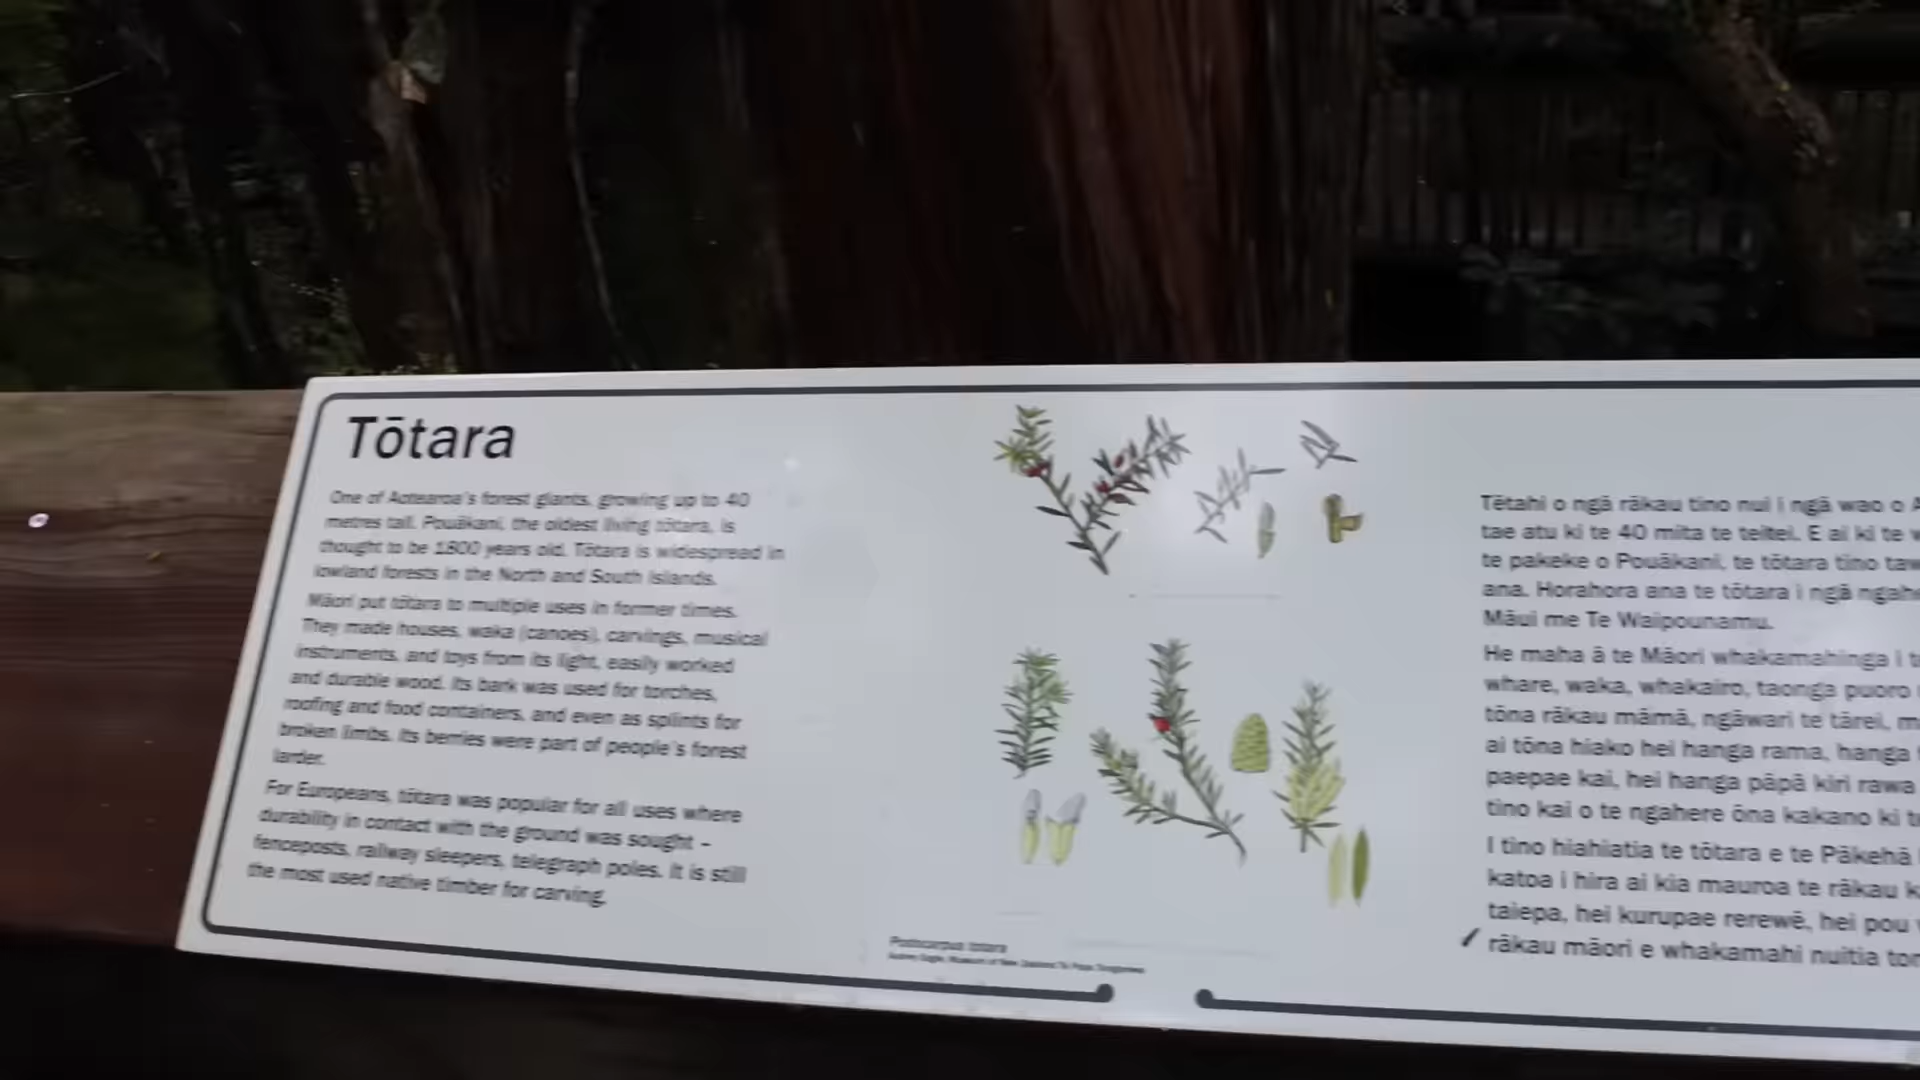 Tōtara
One of Aotearoa's forest giants, growing up to 40
metres tall. Pouākani, the oldest living tōtara, is
thought to be 1800 years old. Tōtara is widespread in
lowland forests in the North and South Islands.
Māori put tōtara to multiple uses in former times.
They made houses, waka (canoes), carvings, musical
instruments, and toys from its light, easily worked
and durable wood. Its bark was used for torches,
roofing and food containers, and even as splints for
broken limbs. Its berries were part of people's forest
larder.
For Europeans, tōtara was popular for all uses where
durability in contact with the ground was sought –
fenceposts, railway sleepers, telegraph poles. It is still
the most used native timber for carving.
Podocarpus totara
Audrey Eagle, Museum of New Zealand Te Papa Tongarewa
Tētahi o ngā rākau tino nui i ngā wao o
tae atu ki te 40 mita te teitei. E ai ki te
te pakeke o Pouākani, te tōtara tino
ana. Horahora ana te tōtara i ngā
Māui me Te Waipounamu.
He maha ā te Māori whakamahinga i
whare, waka, whakairo, taonga puoro
tōna rākau māmā, ngāwari te tārei,
ai tōna hiako hei hanga rama, hanga
paepae kai, hei hanga pāpā kiri rawa
tino kai o te ngahere ōna kakano ki
I tino hiahiatia te tōtara e te Pākehā
katoa i hira ai kia mauroa te rākau
taiepa, hei kurupae rerewē, hei pou
rākau māori e whakamahi nuitia